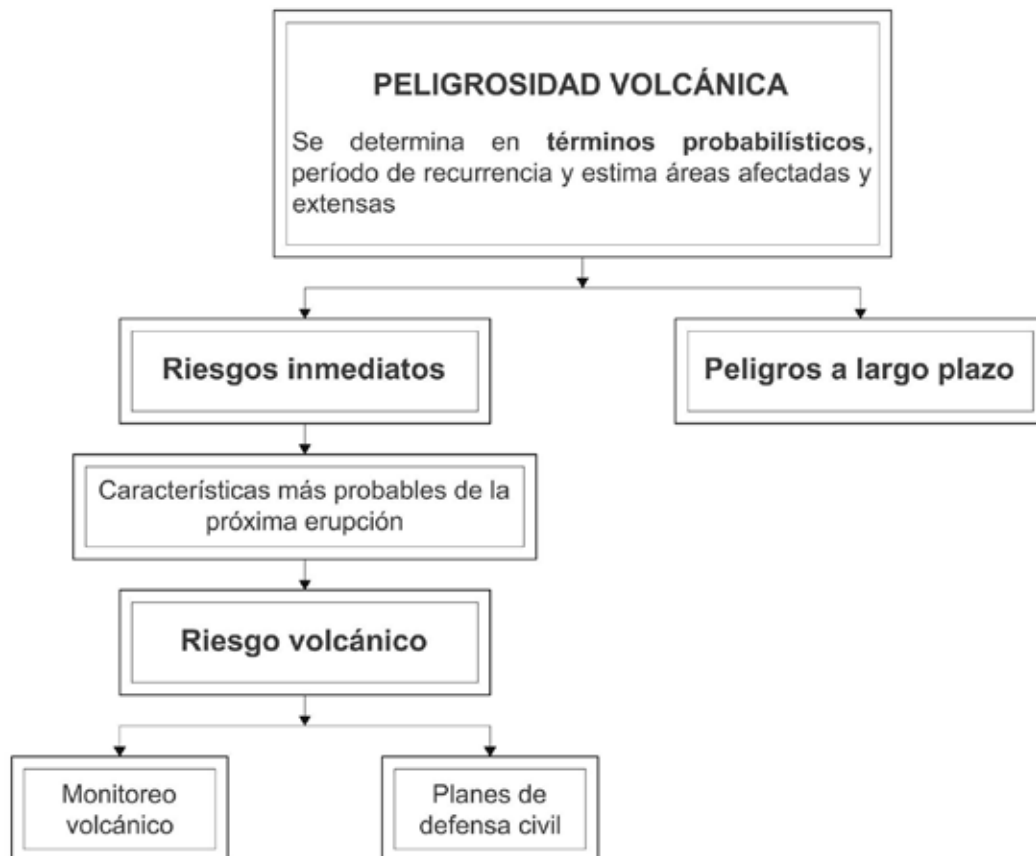 PELIGROSIDAD VOLCÁNICA
Se determina en términos probabilísticos,
período de recurrencia y estima áreas afectadas y
extensas
Riesgos inmediatos
Peligros a largo plazo
Características más probables de la
próxima erupción
Riesgo volcánico
Monitoreo
volcánico
Planes de
defensa civil